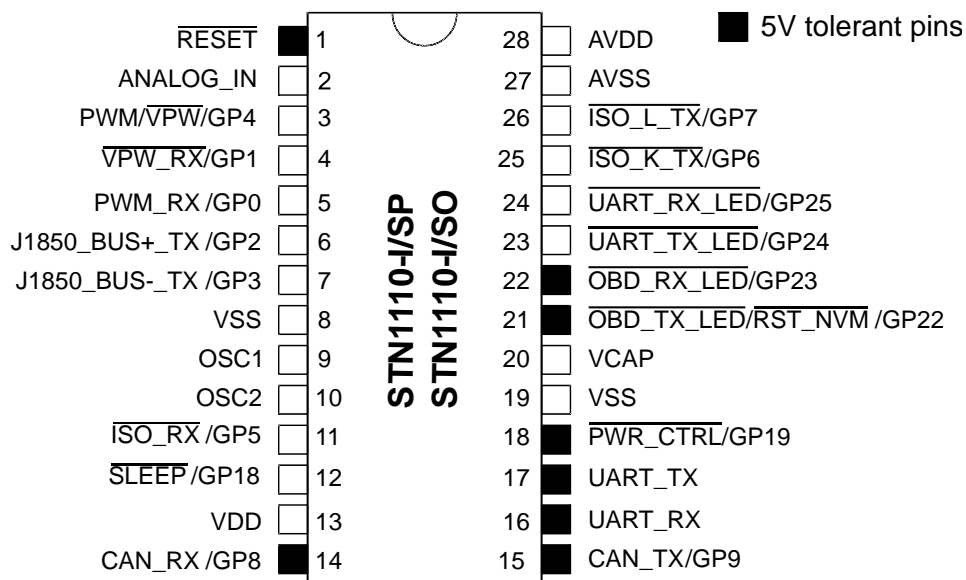 5V tolerant pins
RESET 1 28 AVDD
ANALOG_IN 2 27 AVSS
PWM/VPW/GP4 3 26 ISO_L_TX/GP7
VPW_RX/GP1 4 25 ISO_K_TX/GP6
PWM_RX /GP0 5 24 UART_RX_LED/GP25
J1850_BUS+_TX /GP2 6 23 UART_TX_LED/GP24
J1850_BUS-_TX /GP3 7 22 OBD_RX_LED/GP23
VSS 8 21 OBD_TX_LED/RST_NVM /GP22
OSC1 9 20 VCAP
OSC2 10 19 VSS
ISO_RX /GP5 11 18 PWR_CTRL/GP19
SLEEP /GP18 12 17 UART_TX
VDD 13 16 UART_RX
CAN_RX /GP8 14 15 CAN_TX/GP9
STN1110-I/SP
STN1110-I/SO